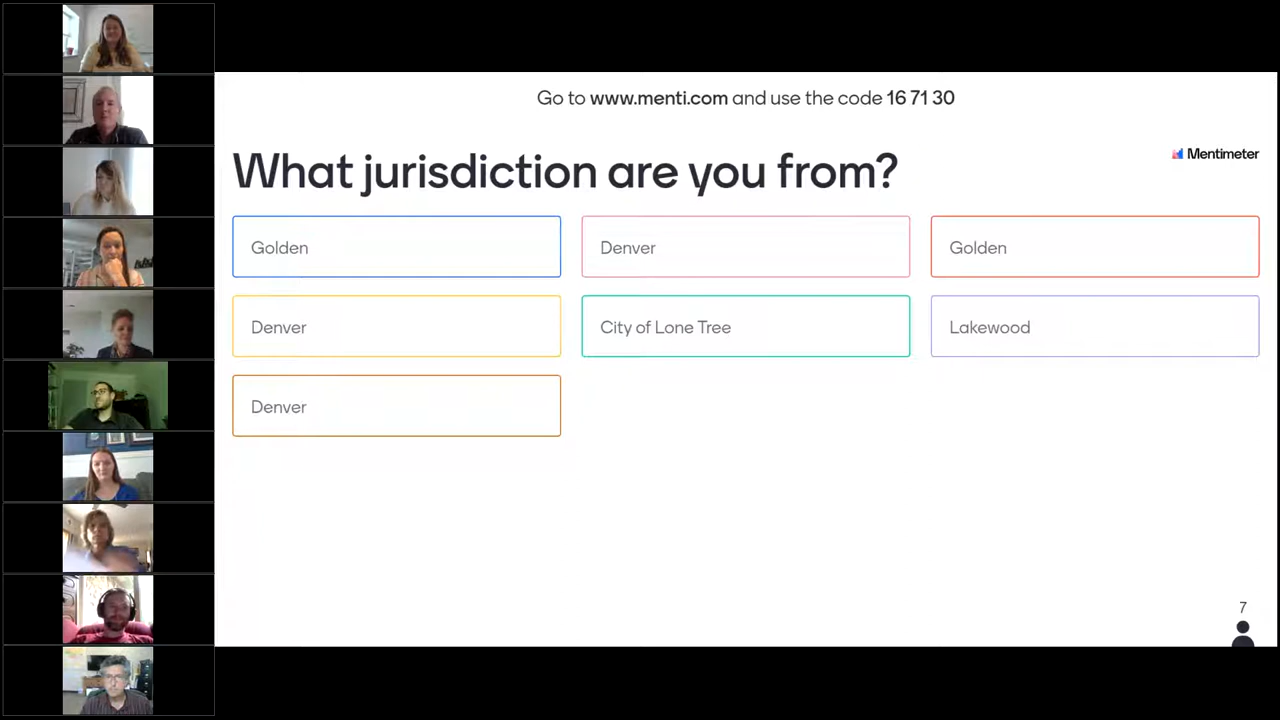 Go to www.menti.com and use the code 16 71 30
What jurisdiction are you from?
Mentimeter
Golden
Denver
Golden
Denver
City of Lone Tree
Lakewood
Denver
7